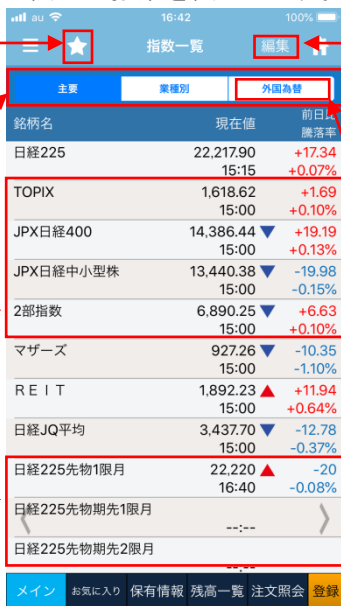 au 16:42 100%
指数一覧 編集
主要 業種別 外国為替
銘柄名 現在値 前日比
騰落率
日経225 22,217.90 +17.34
15:15 +0.07%
TOPIX 1,618.62 +1.69
15:00 +0.10%
JPX日経400 14,386.44 ▼ +19.19
15:00 +0.13%
JPX日経中小型株 13,440.38 ▼ -19.98
15:00 -0.15%
2部指数 6,890.25 ▼ +6.63
15:00 +0.10%
マザーズ 927.26 ▼ -10.35
15:00 -1.10%
ＲＥＩＴ 1,892.23 ▲ +11.94
15:00 +0.64%
日経JQ平均 3,437.70 ▼ -12.78
15:00 -0.37%
日経225先物1限月 22,220 ▲ -20
16:40 -0.08%
日経225先物期先1限月
--:--
日経225先物期先2限月
--:--
メイン お気に入り 保有情報 残高一覧 注文照会 登録